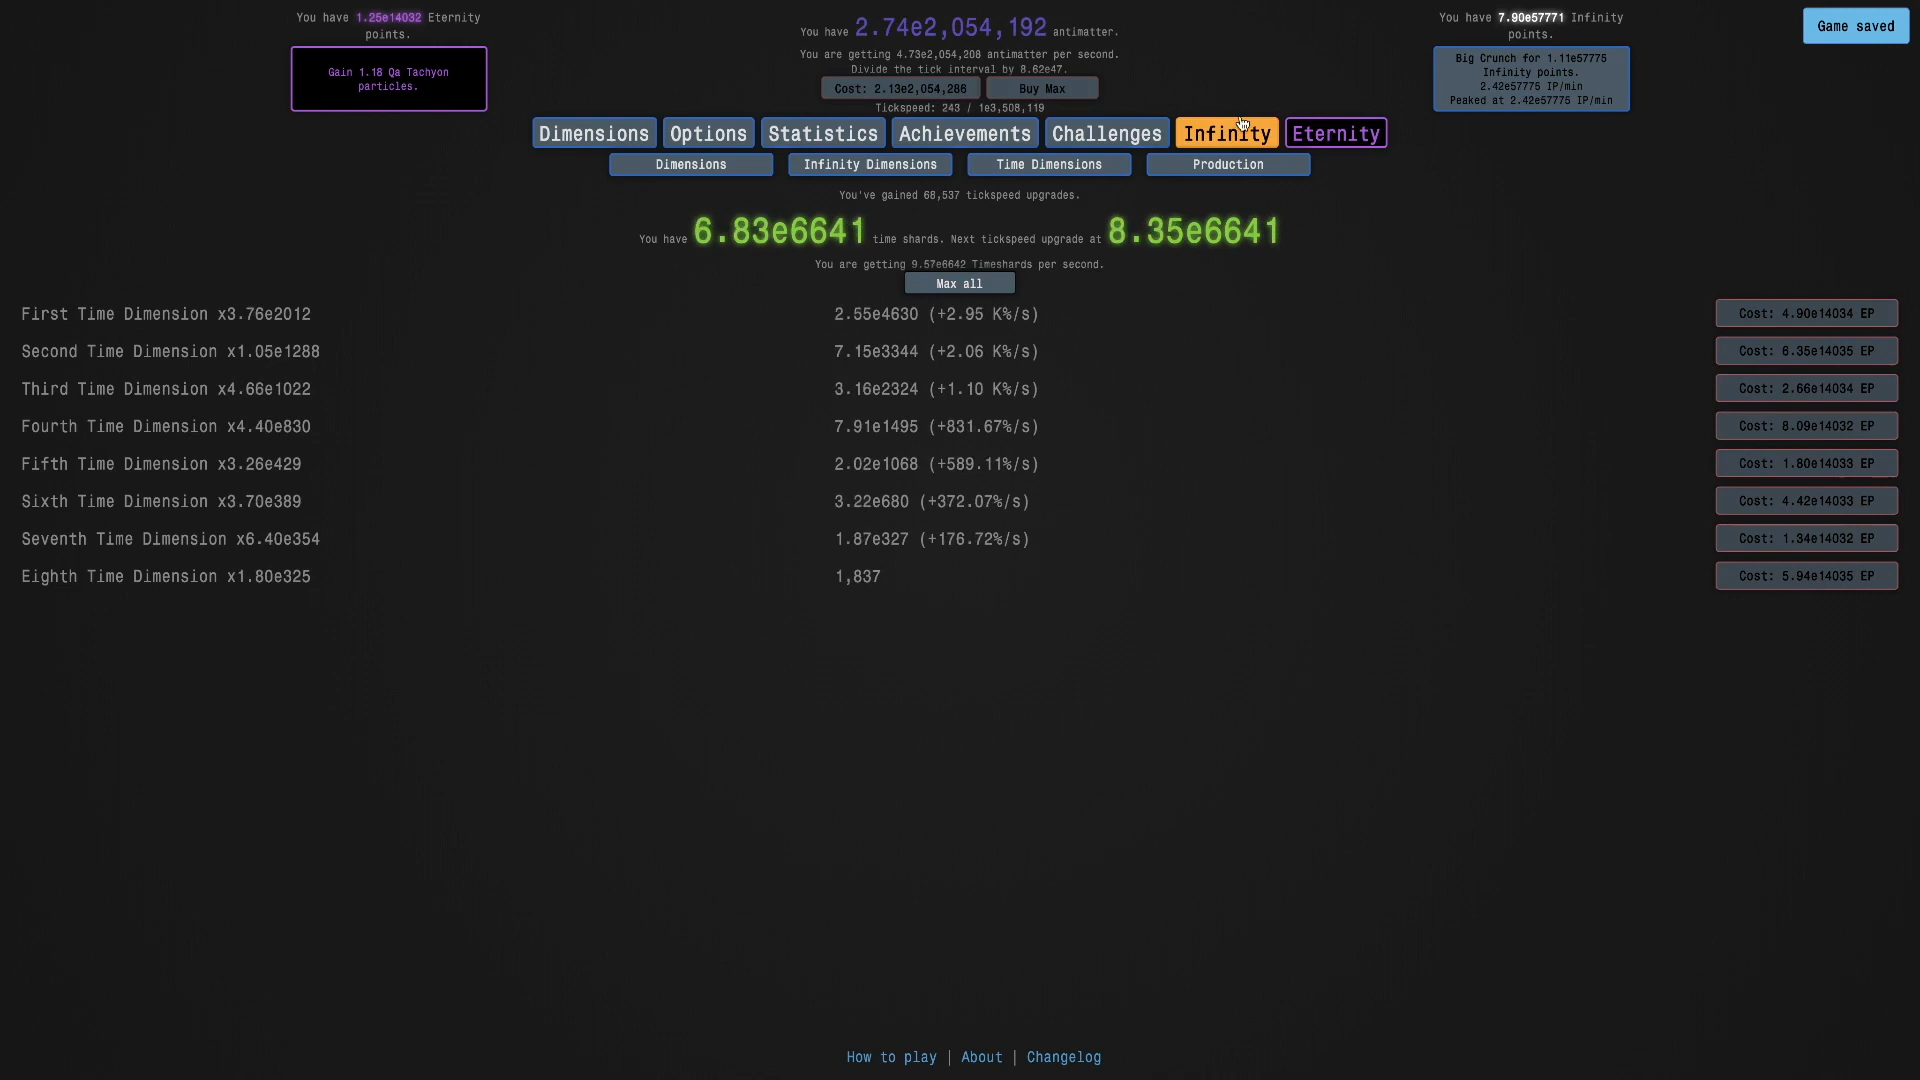 You have 1.25e14032 Eternity
points.
Gain 1.18 Qa Tachyon
particles.
You have 2.74e2,054,192 antimatter.
You are getting 4.73e2,054,208 antimatter per second.
Divide the tick interval by 8.62e47.
Cost: 2.13e2,054,286
Buy Max
Tickspeed: 243 / 1e3,508,119
You have 7.90e57771 Infinity
points.
Big Crunch for 1.11e57775
Infinity points.
2.42e57775 IP/min
Peaked at 2.42e57775 IP/min
Game saved
Dimensions Options Statistics Achievements Challenges Infinity Eternity
Dimensions Infinity Dimensions Time Dimensions Production
You've gained 68,537 tickspeed upgrades.
You have 6.83e6641 time shards. Next tickspeed upgrade at 8.35e6641
You are getting 9.57e6642 Timeshards per second.
Max all
First Time Dimension x3.76e2012 2.55e4630 (+2.95 K%/s) Cost: 4.90e14034 EP
Second Time Dimension x1.05e1288 7.15e3344 (+2.06 K%/s) Cost: 6.35e14035 EP
Third Time Dimension x4.66e1022 3.16e2324 (+1.10 K%/s) Cost: 2.66e14034 EP
Fourth Time Dimension x4.40e830 7.91e1495 (+831.67%/s) Cost: 8.09e14032 EP
Fifth Time Dimension x3.26e429 2.02e1068 (+589.11%/s) Cost: 1.80e14033 EP
Sixth Time Dimension x3.70e389 3.22e680 (+372.07%/s) Cost: 4.42e14033 EP
Seventh Time Dimension x6.40e354 1.87e327 (+176.72%/s) Cost: 1.34e14032 EP
Eighth Time Dimension x1.80e325 1,837 Cost: 5.94e14035 EP
How to play | About | Changelog